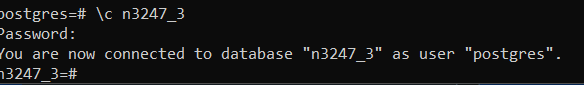 postgres=# \c n3247_3
Password:
You are now connected to database "n3247_3" as user "postgres".
n3247_3=#